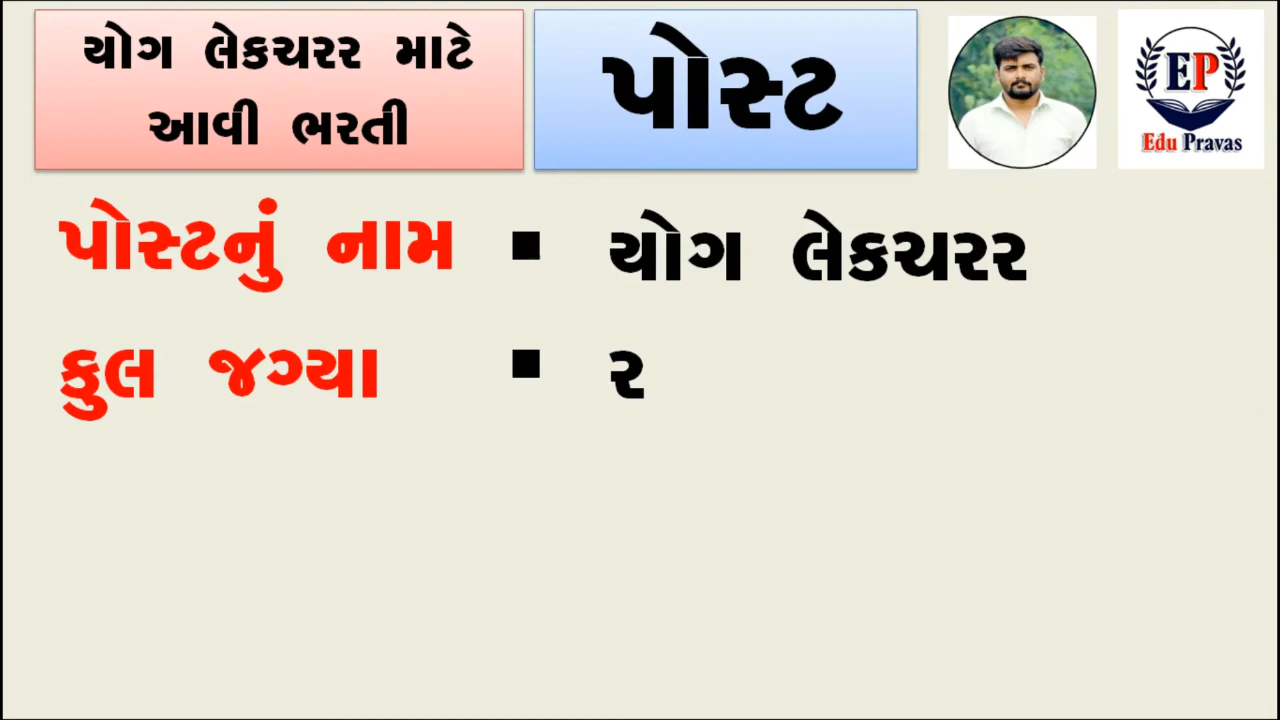 યોગ લેકચરર માટે
આવી ભરતી
પોસ્ટ
EP
Edu Pravas
પોસ્ટનું નામ ▪ યોગ લેકચરર
કુલ જગ્યા ▪ ૨